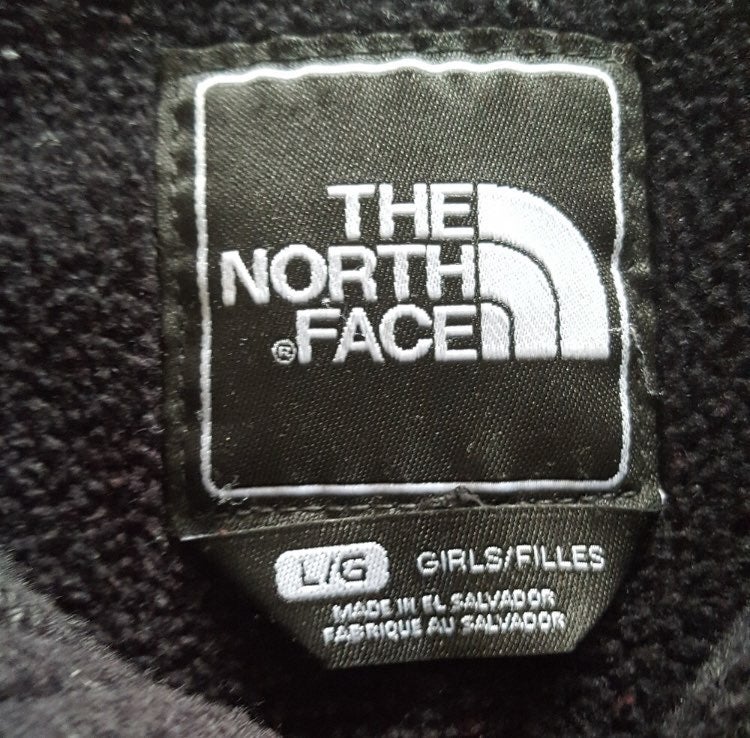 THE
NORTH
®FACE
L/G GIRLS/FILLES
MADE IN EL SALVADOR
FABRIQUE AU SALVADOR